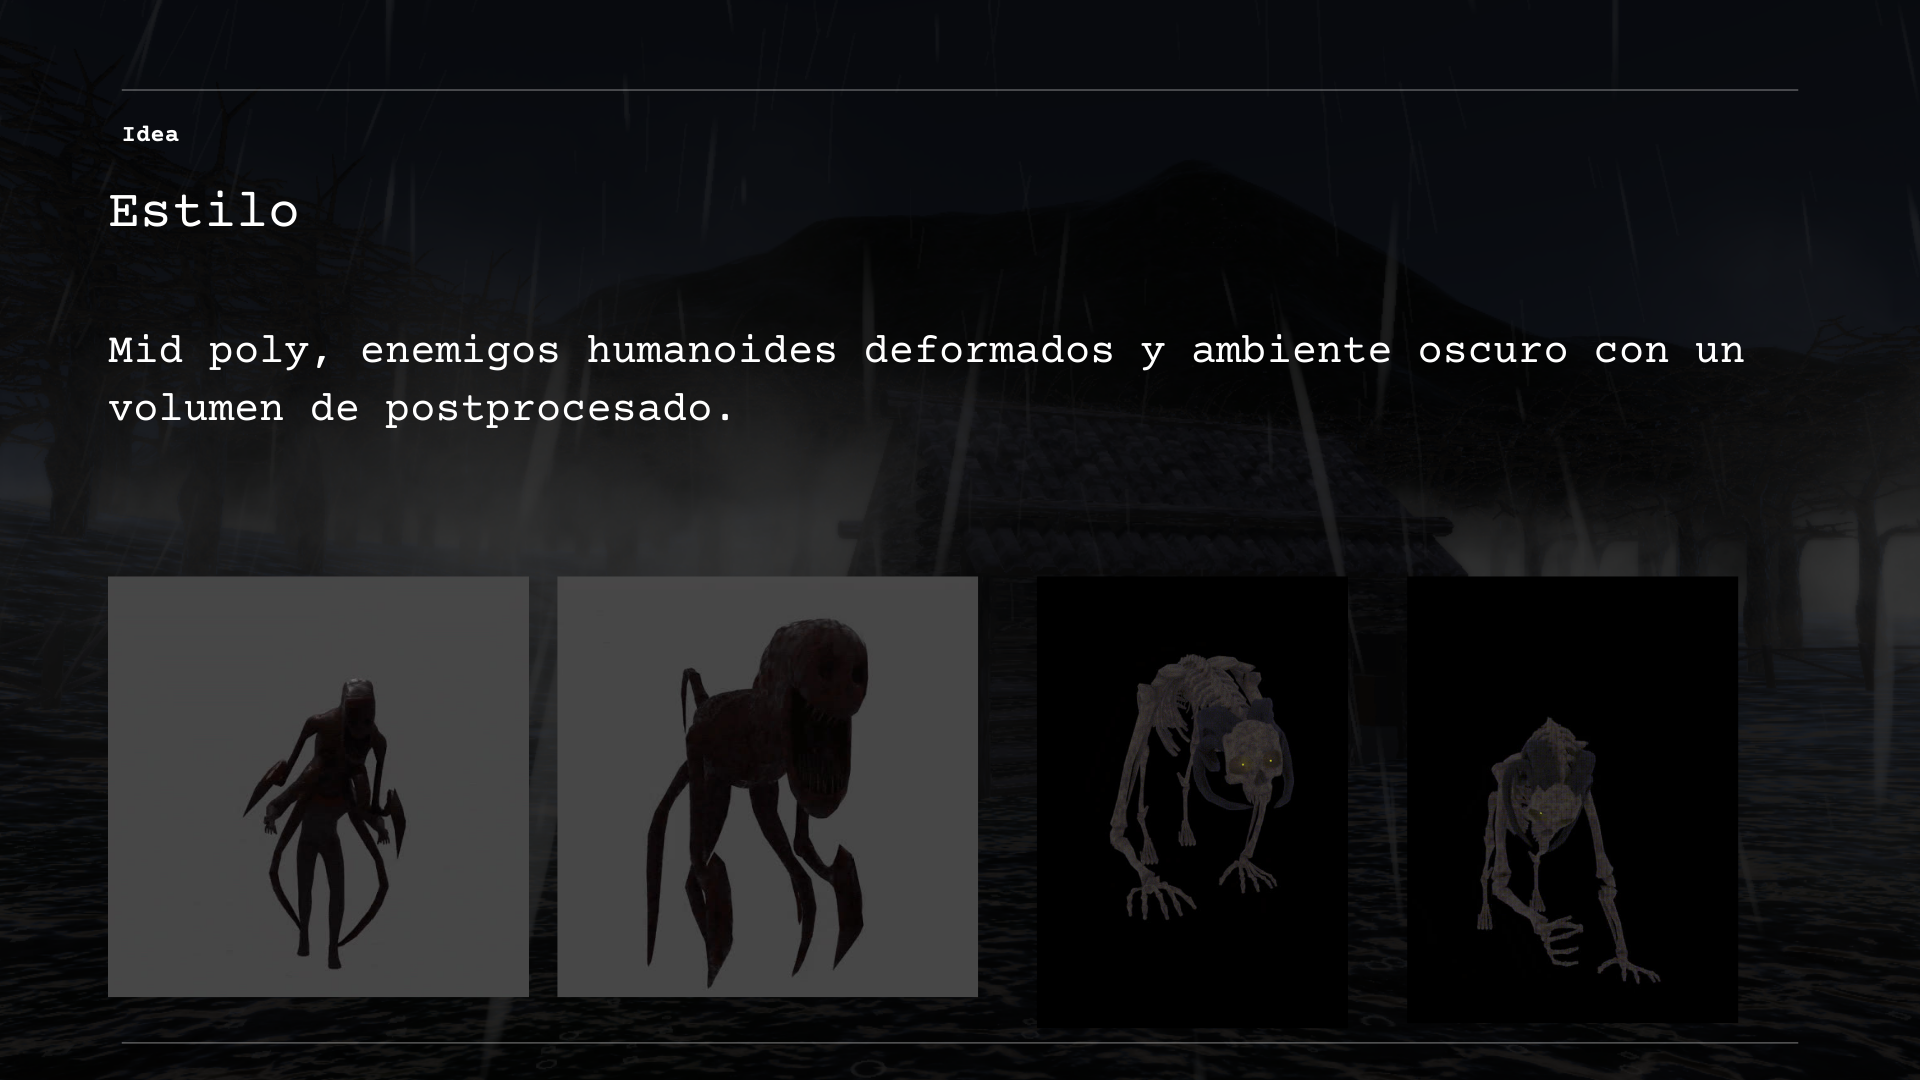 Idea
Estilo
Mid poly, enemigos humanoides deformados y ambiente oscuro con un
volumen de postprocesado.